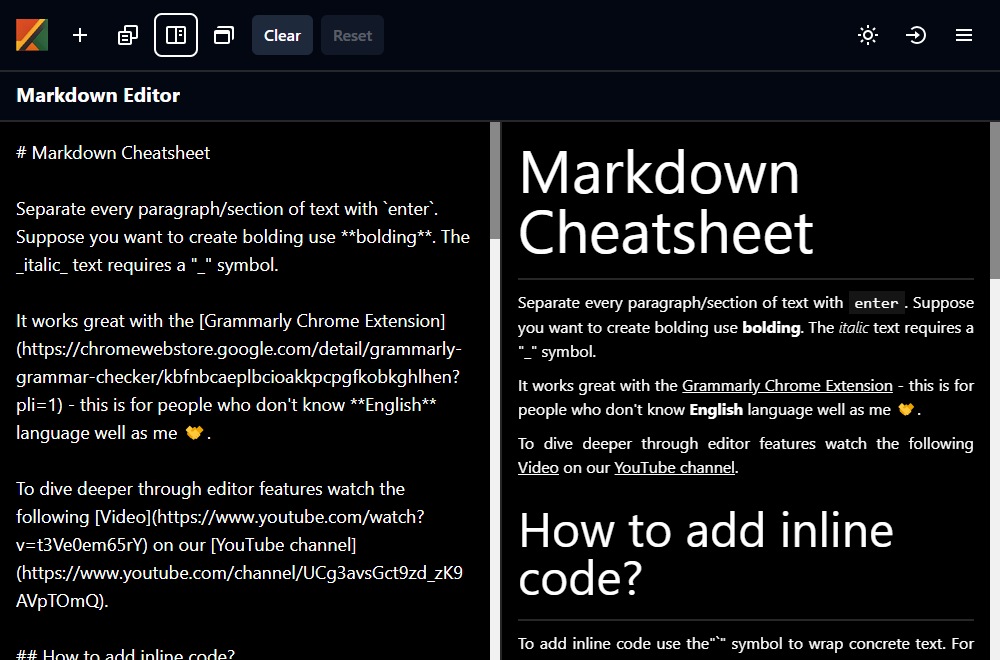 Clear
Reset
Markdown Editor
# Markdown Cheatsheet
Separate every paragraph/section of text with `enter`.
Suppose you want to create bolding use **bolding**. The
_italic_ text requires a "_" symbol.
It works great with the [Grammarly Chrome Extension]
(https://chromewebstore.google.com/detail/grammarly-
grammar-checker/kbfnbcaeplbcioakkpcpgfkobkghlhen?
pli=1) - this is for people who don't know **English**
language well as me 🤝.
To dive deeper through editor features watch the
following [Video](https://www.youtube.com/watch?
v=t3Ve0em65rY) on our [YouTube channel]
(https://www.youtube.com/channel/UCg3avsGct9zd_zK9
AVpTOmQ).
## How to add inline code?
Markdown
Cheatsheet
Separate every paragraph/section of text with enter. Suppose
you want to create bolding use bolding. The italic text requires a
"_" symbol.
It works great with the Grammarly Chrome Extension - this is for
people who don't know English language well as me 🤝.
To dive deeper through editor features watch the following
Video on our YouTube channel.
How to add inline
code?
To add inline code use the"`" symbol to wrap concrete text. For